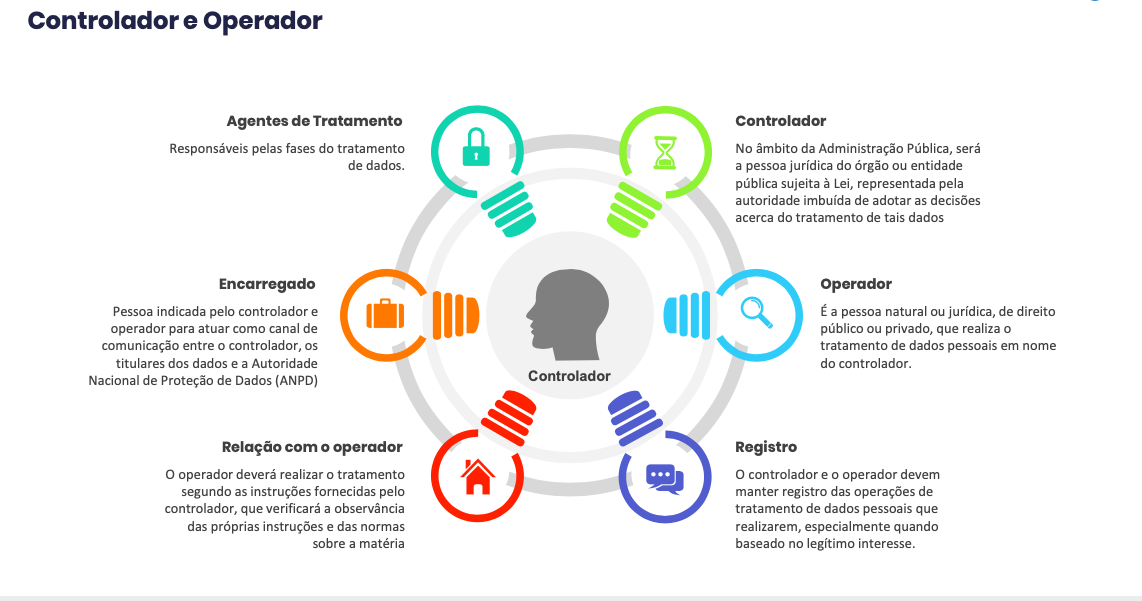 Controlador e Operador
Agentes de Tratamento
Responsáveis pelas fases do tratamento
de dados.
Controlador
No âmbito da Administração Pública, será
a pessoa jurídica do órgão ou entidade
pública sujeita à Lei, representada pela
autoridade imbuída de adotar as decisões
acerca do tratamento de tais dados
Encarregado
Pessoa indicada pelo controlador e
operador para atuar como canal de
comunicação entre o controlador, os
titulares dos dados e a Autoridade
Nacional de Proteção de Dados (ANPD)
Controlador
Operador
É a pessoa natural ou jurídica, de direito
público ou privado, que realiza o
tratamento de dados pessoais em nome
do controlador.
Relação com o operador
O operador deverá realizar o tratamento
segundo as instruções fornecidas pelo
controlador, que verificará a observância
das próprias instruções e das normas
sobre a matéria
Registro
O controlador e o operador devem
manter registro das operações de
tratamento de dados pessoais que
realizarem, especialmente quando
baseado no legítimo interesse.